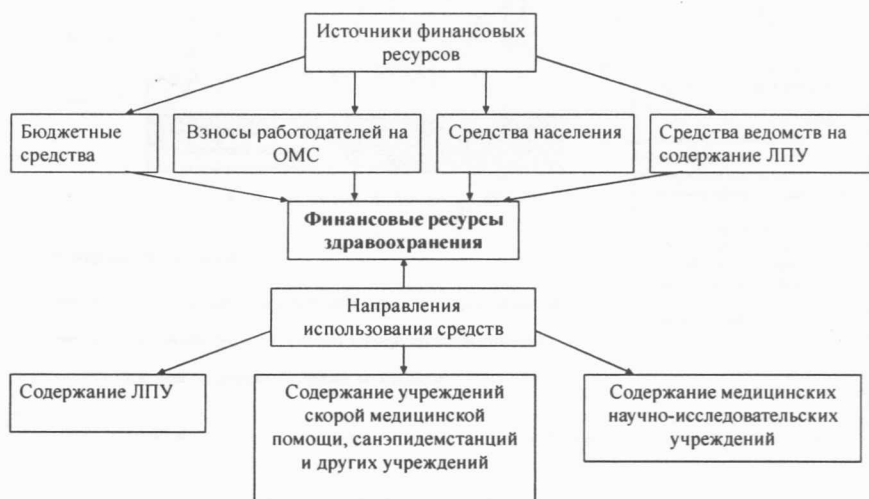 Источники финансовых
ресурсов
Бюджетные
средства
Взносы работодателей на
ОМС
Средства населения
Средства ведомств на
содержание ЛПУ
Финансовые ресурсы
здравоохранения
Направления
использования средств
Содержание ЛПУ
Содержание учреждений
скорой медицинской
помощи, санэпидемстанций
и других учреждений
Содержание медицинских
научно-исследовательских
учреждений